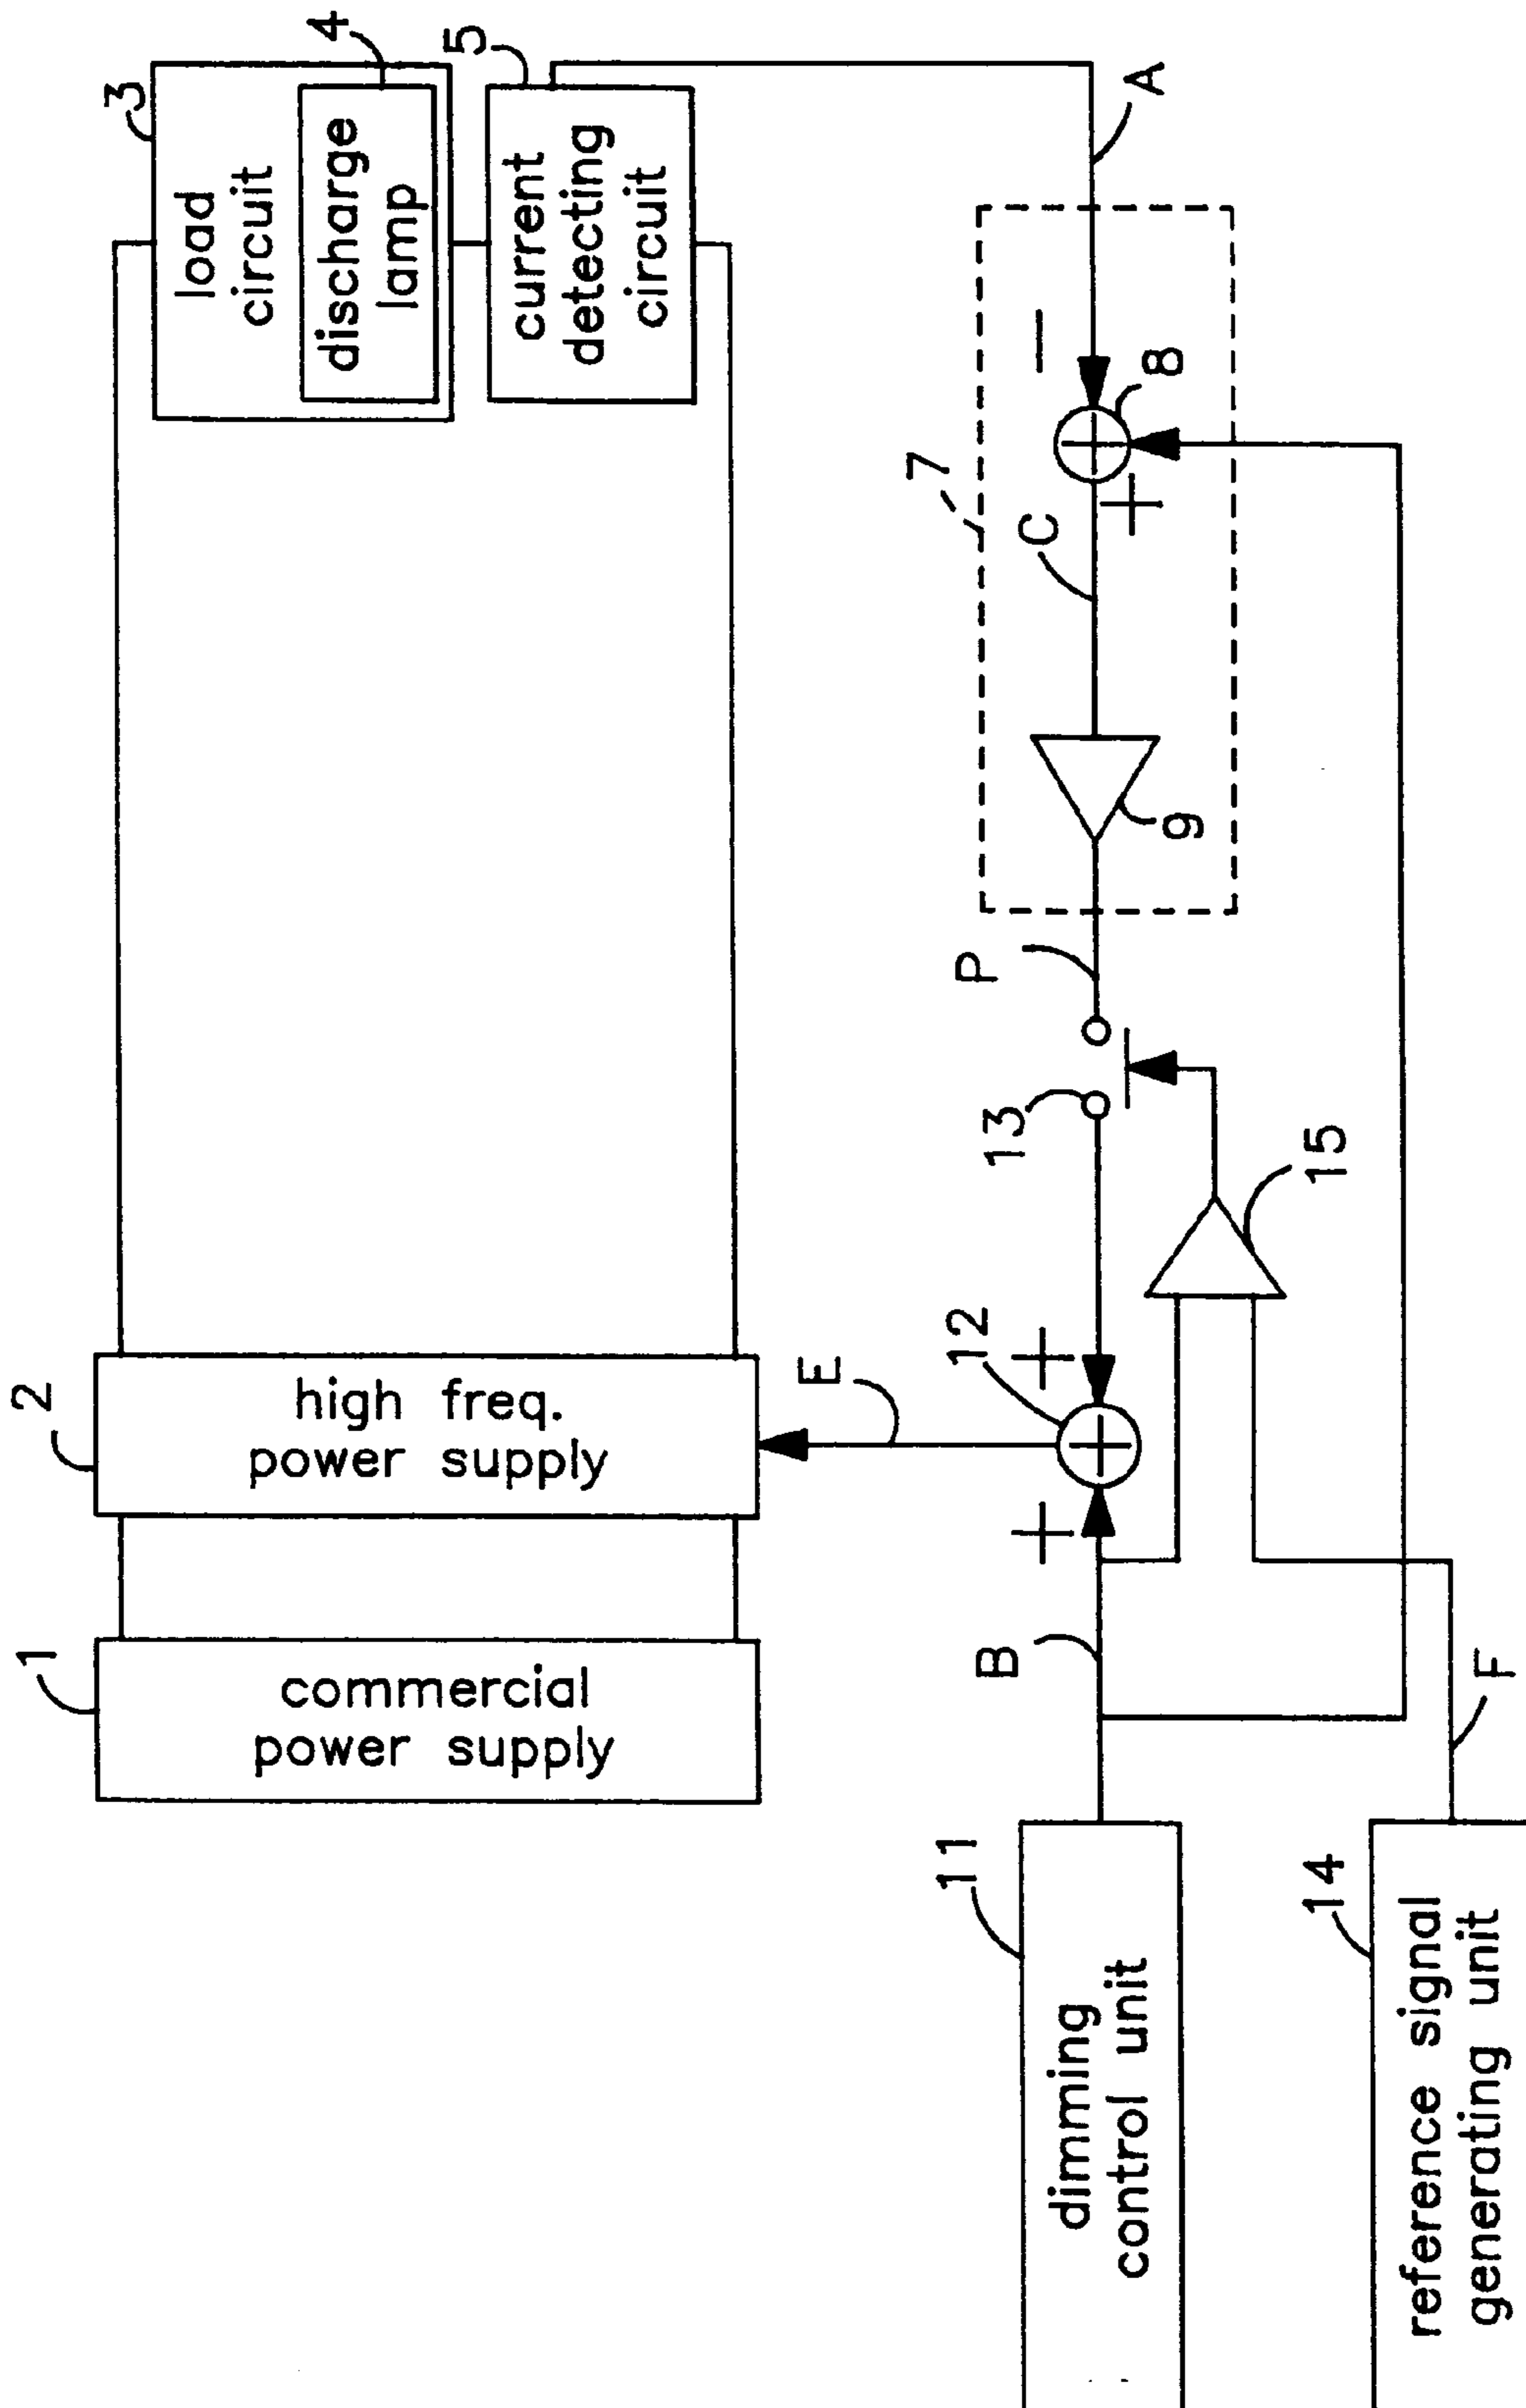 1
commercial
power supply
2
high freq.
power supply
3
load
circuit
4
discharge
lamp
5
current
detecting
circuit
A
E
7
8
−
+
C
9
P
13
12
+
+
15
B
11
dimming
control unit
14
reference signal
generating unit
F